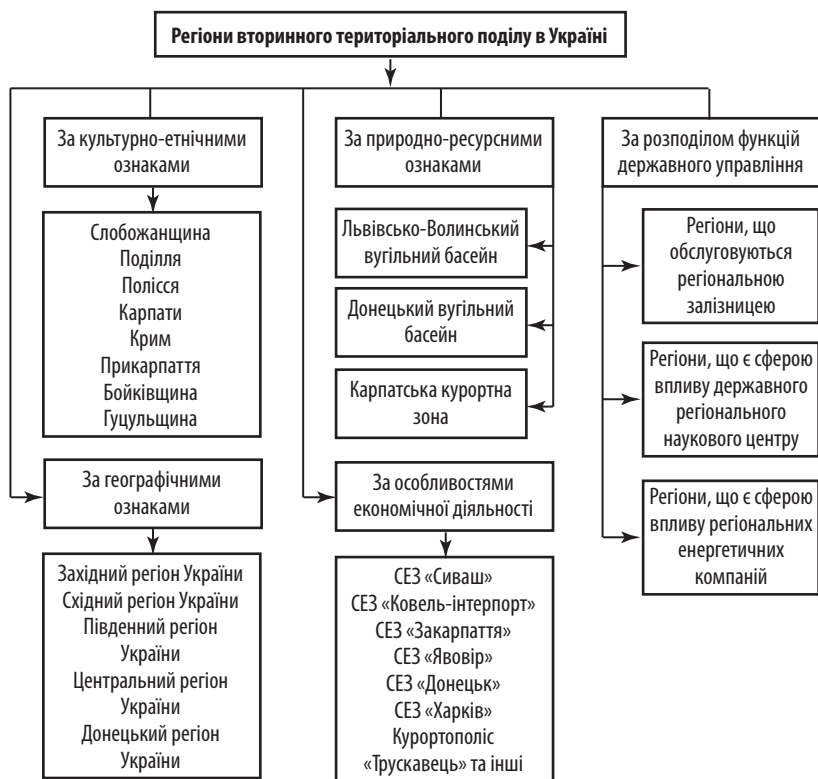 Регіони вторинного територіального поділу в Україні
За культурно-етнічними
ознаками
Слобожанщина
Поділля
Полісся
Карпати
Крим
Прикарпаття
Бойківщина
Гуцульщина
За географічними
ознаками
Західний регіон України
Східний регіон України
Південний регіон
України
Центральний регіон
України
Донецький регіон
України
За природно-ресурсними
ознаками
Львівсько-Волинський
вугільний басейн
Донецький вугільний
басейн
Карпатська курортна
зона
За особливостями
економічної діяльності
СЕЗ «Сиваш»
СЕЗ «Ковель-інтерпорт»
СЕЗ «Закарпаття»
СЕЗ «Явовір»
СЕЗ «Донецьк»
СЕЗ «Харків»
Курортополіс
«Трускавець» та інші
За розподілом функцій
державного управління
Регіони, що
обслуговуються
регіональною
залізницею
Регіони, що є сферою
впливу державного
регіонального
наукового центру
Регіони, що є сферою
впливу регіональних
енергетичних
компаній